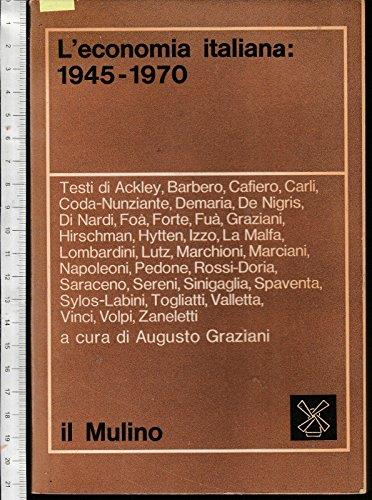 L'economia italiana:
1945-1970
Testi di Ackley, Barbero, Cafiero, Carli,
Coda-Nunziante, Demaria, De Nigris,
Di Nardi, Foà, Forte, Fuà, Graziani,
Hirschman, Hytten, Izzo, La Malfa,
Lombardini, Lutz, Marchioni, Marciani,
Napoleoni, Pedone, Rossi-Doria,
Saraceno, Sereni, Sinigaglia, Spaventa,
Sylos-Labini, Togliatti, Valletta,
Vinci, Volpi, Zaneletti
a cura di Augusto Graziani
il Mulino